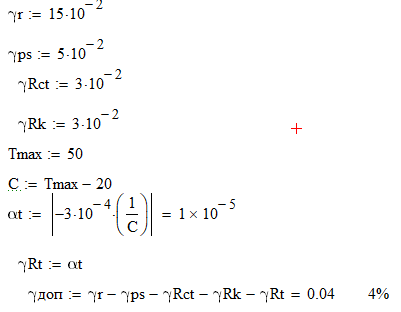 γr := 15·10^−2
γps := 5·10^−2
γRct := 3·10^−2
γRk := 3·10^−2
Tmax := 50
C := Tmax − 20
αt := |−3·10^−4·(1/C)| = 1 × 10^−5
γRt := αt
γдоп := γr − γps − γRct − γRk − γRt = 0.04 4%